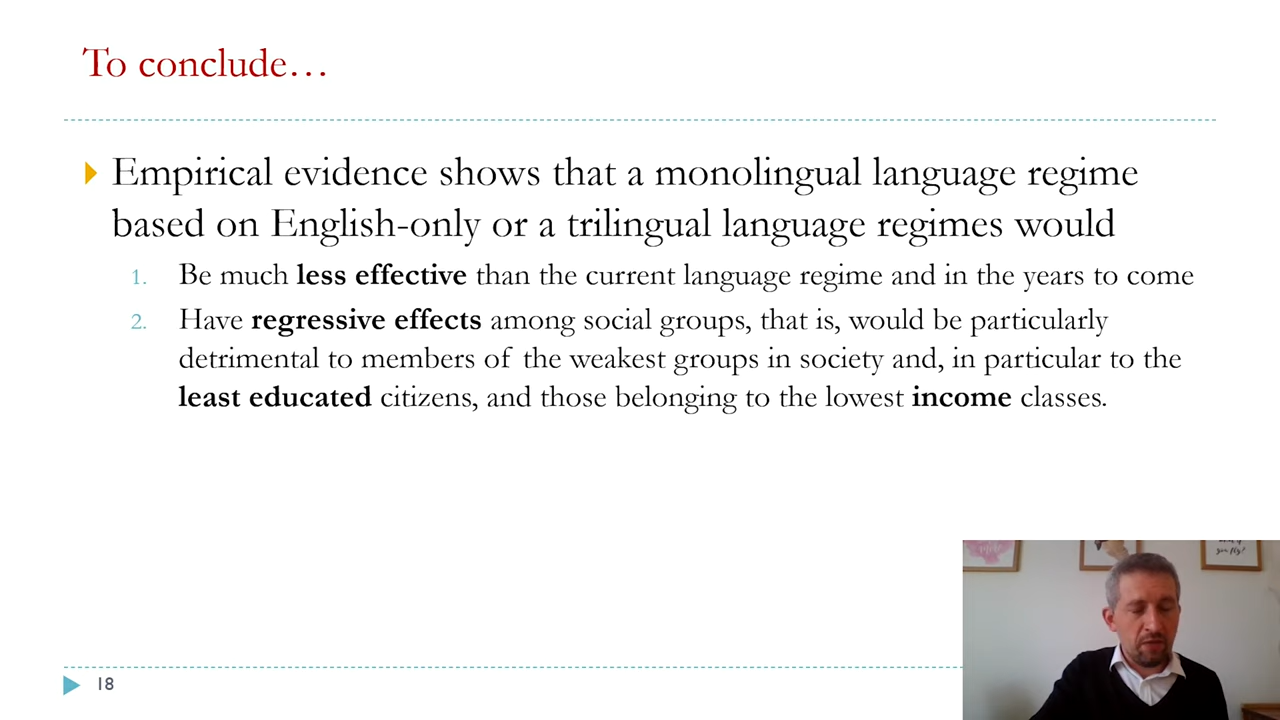 To conclude…
Empirical evidence shows that a monolingual language regime
based on English-only or a trilingual language regimes would
1. Be much less effective than the current language regime and in the years to come
2. Have regressive effects among social groups, that is, would be particularly
detrimental to members of the weakest groups in society and, in particular to the
least educated citizens, and those belonging to the lowest income classes.
you fly?
18